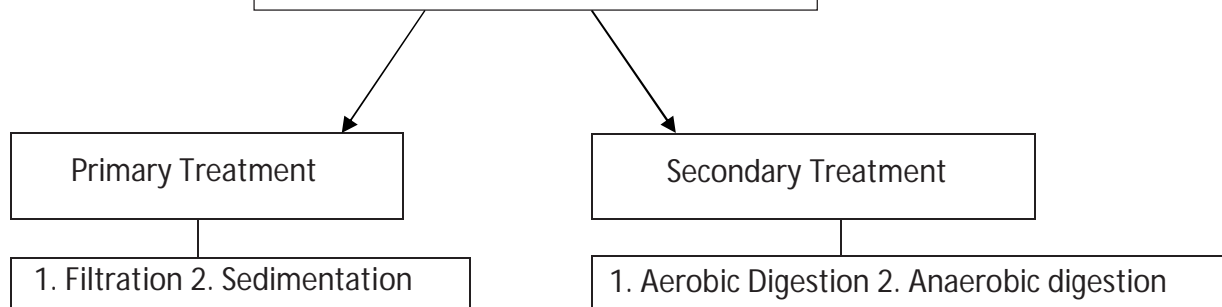 Primary Treatment
Secondary Treatment
1. Filtration 2. Sedimentation
1. Aerobic Digestion 2. Anaerobic digestion